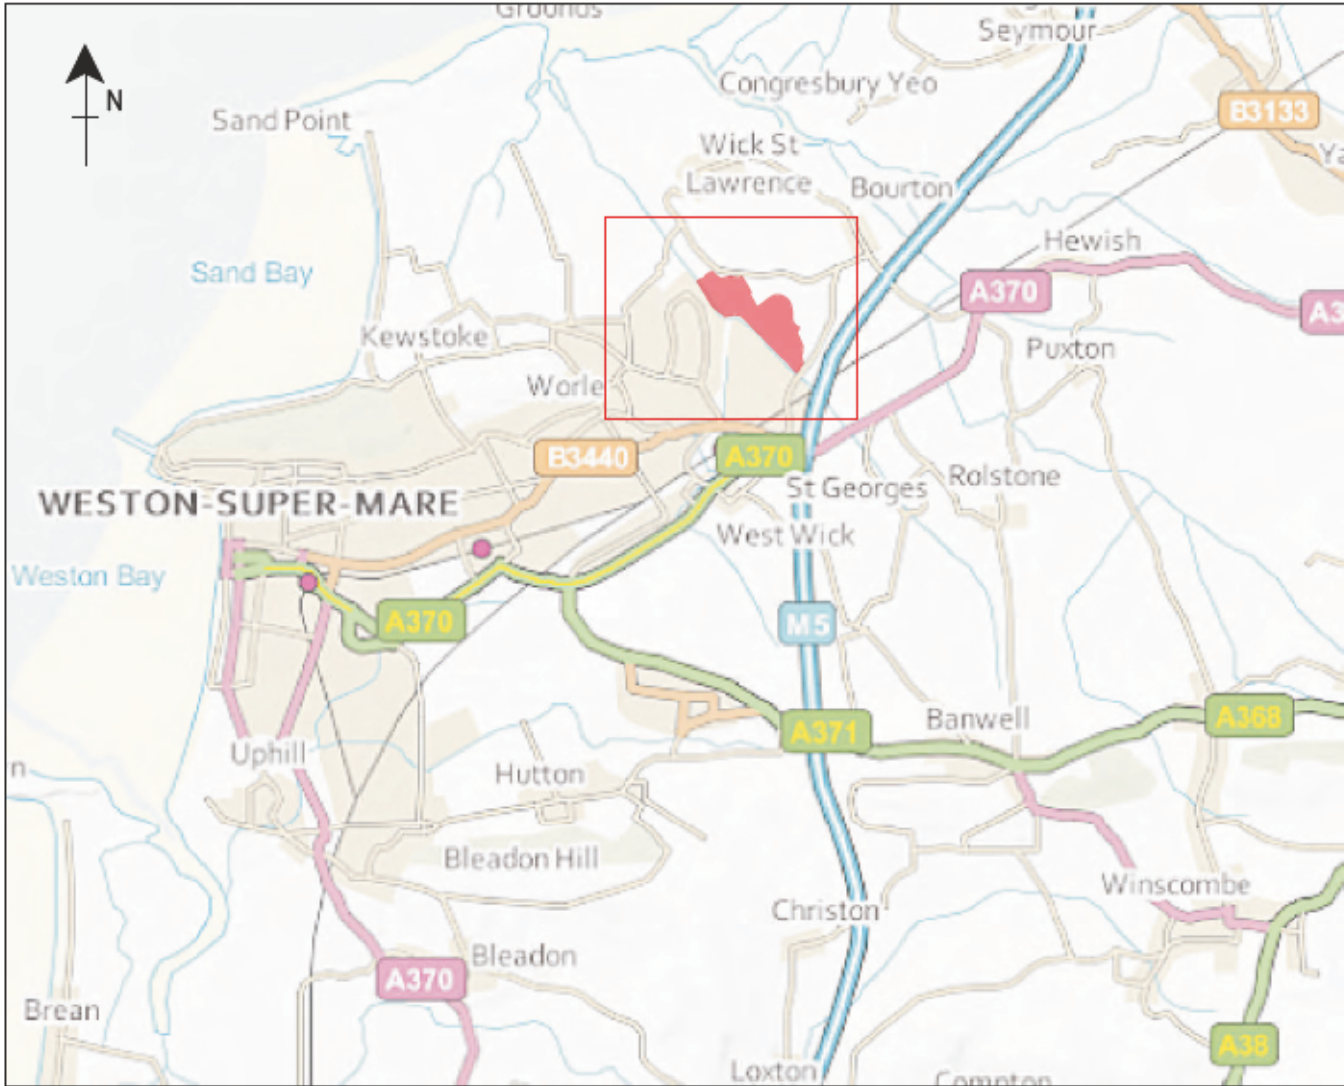 Grounds
Seymour
N
Congresbury Yeo
B3133
Sand Point
Wick St
Lawrence
Bourton
Hewish
Sand Bay
A370
Kewstoke
Puxton
Worle
B3440
A370
Rolstone
St Georges
WESTON-SUPER-MARE
West Wick
Weston Bay
A370
M5
Banwell
A368
A371
Uphill
Hutton
Bleadon Hill
Winscombe
Christon
Bleadon
A370
Brean
A38
Loxton
Compton